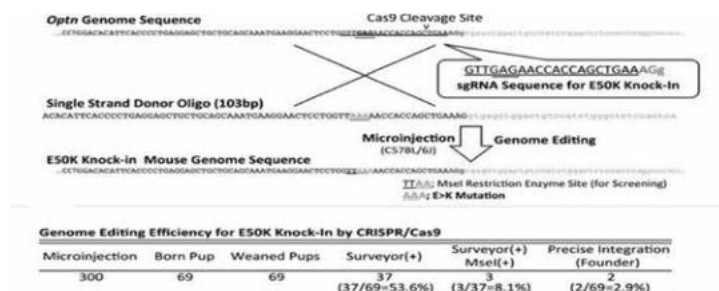 Optn Genome Sequence
Cas9 Cleavage Site
v
...CCTGGACACATTCACCCCTGAGGAGCTGCTGCAGCAAATGAAGGAACTCCTGGTTGAGAACCACCAGCTGAAAGg
GTTGAGAACCACCAGCTGAAAGg
sgRNA Sequence for E50K Knock-In
Single Strand Donor Oligo (103bp)
ACACATTCACCCCTGAGGAGCTGCTGCAGCAAATGAAGGAACTCCTGGTTAAAAACCACCAGCTGAAAG
Microinjection Genome Editing
(C57BL/6J)
E50K Knock-in Mouse Genome Sequence
TTAA; MseI Restriction Enzyme Site (for Screening)
AAA; E>K Mutation
Genome Editing Efficiency for E50K Knock-In by CRISPR/Cas9
Microinjection Born Pup Weaned Pups Surveyor(+) Surveyor(+) MseI(+) Precise Integration (Founder)
300 69 69 37 3 2
(37/69=53.6%) (3/37=8.1%) (2/69=2.9%)